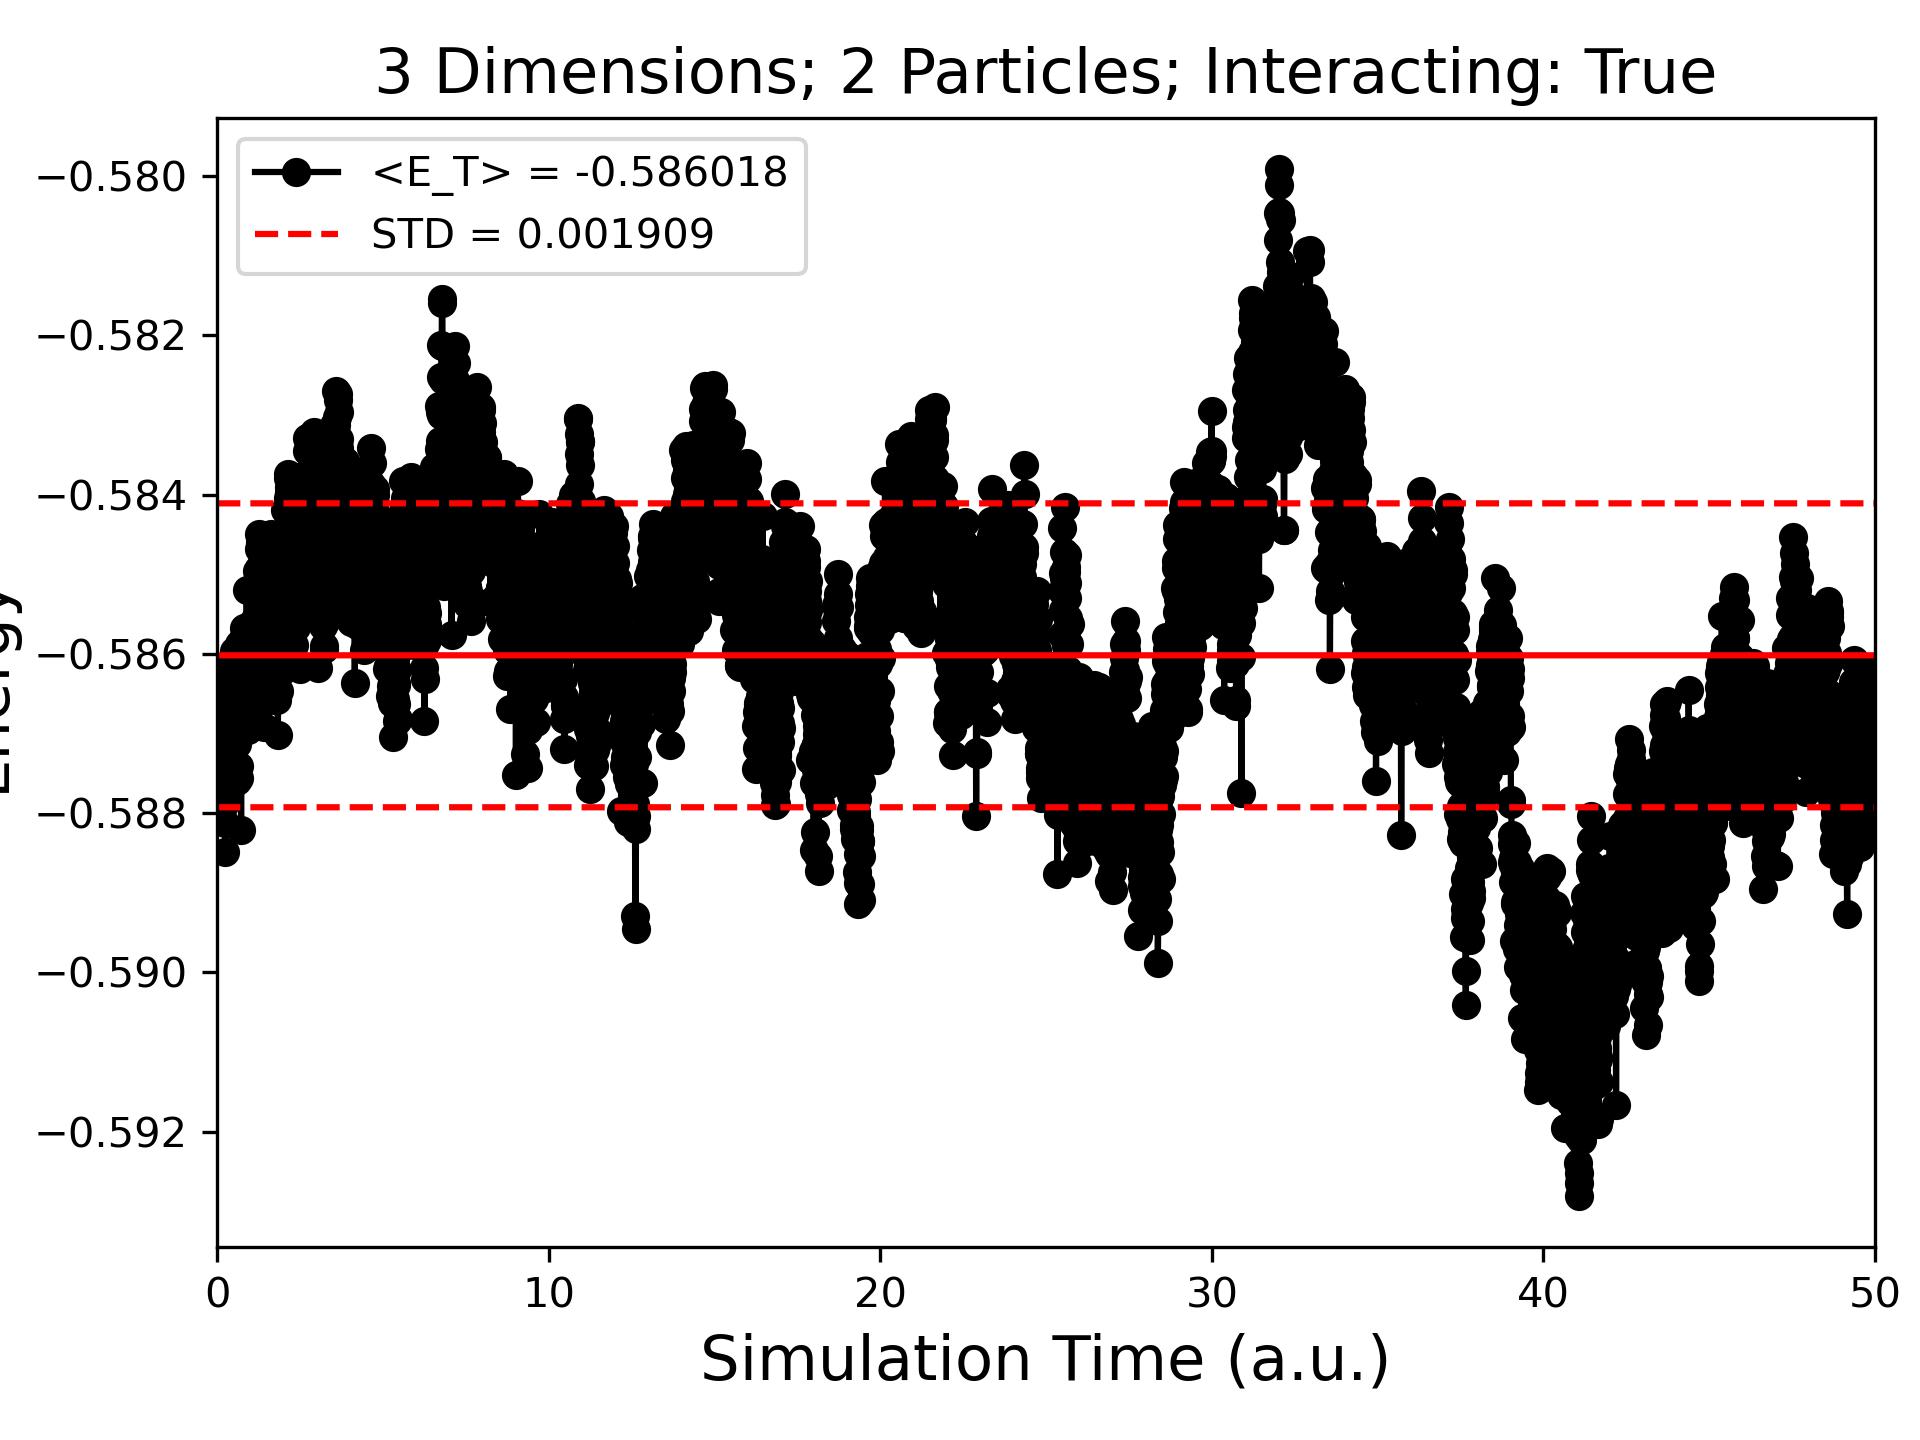 3 Dimensions; 2 Particles; Interacting: True
<E_T> = -0.586018
STD = 0.001909
−0.580
−0.582
−0.584
−0.586
−0.588
−0.590
−0.592
Energy
0 10 20 30 40 50
Simulation Time (a.u.)